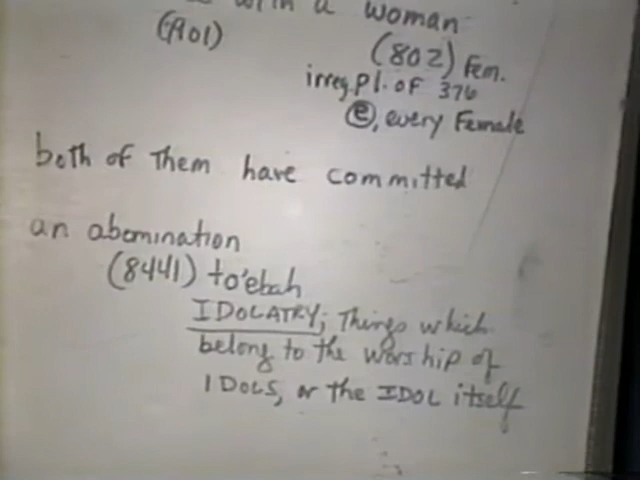 with a woman
(802) Fem.
irreg. pl. of 376
ⓔ, every Female
both of Them have committed
an abomination
(8441) to'ebah
IDOLATRY; Things which
belong to the worship of
IDOLS, or the IDOL itself